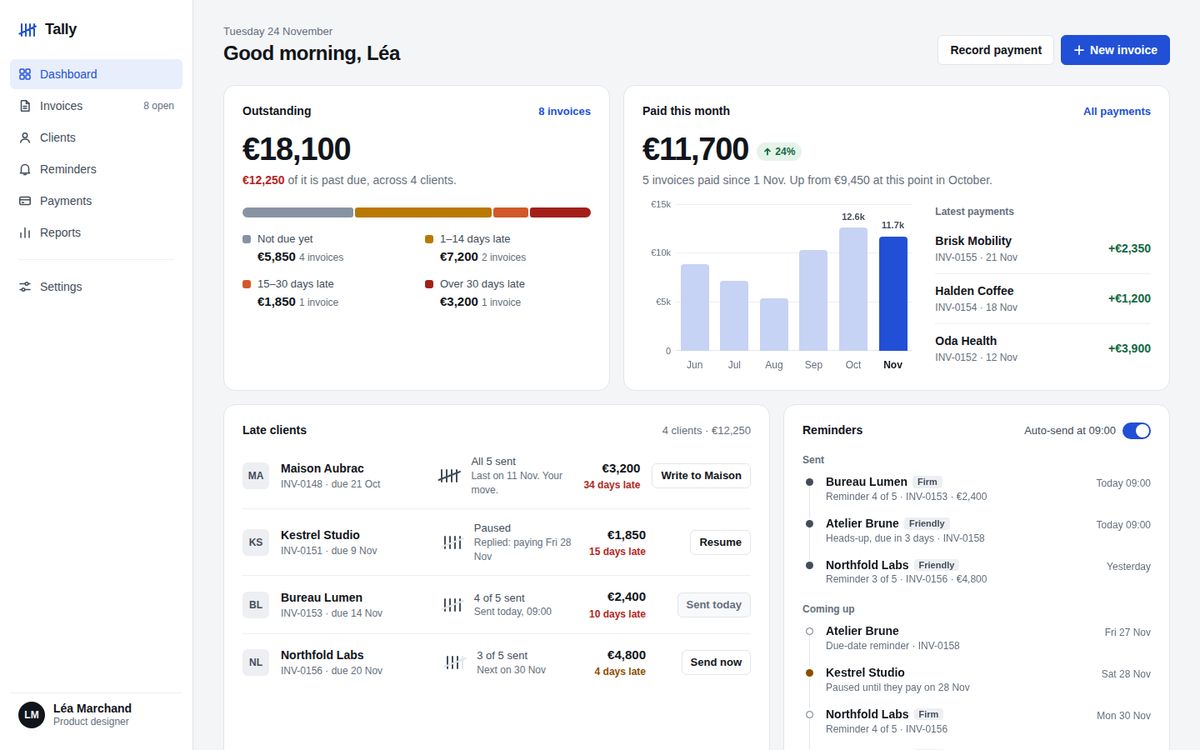 Tally
Dashboard
Invoices 8 open
Clients
Reminders
Payments
Reports
Settings
LM Léa Marchand
Product designer
Tuesday 24 November
Good morning, Léa
Record payment
New invoice
Outstanding 8 invoices
€18,100
€12,250 of it is past due, across 4 clients.
Not due yet
€5,850 4 invoices
1–14 days late
€7,200 2 invoices
15–30 days late
€1,850 1 invoice
Over 30 days late
€3,200 1 invoice
Paid this month All payments
€11,700 24%
5 invoices paid since 1 Nov. Up from €9,450 at this point in October.
€15k
€10k
€5k
0
12.6k
11.7k
Jun Jul Aug Sep Oct Nov
Latest payments
Brisk Mobility
INV-0155 · 21 Nov
+€2,350
Halden Coffee
INV-0154 · 18 Nov
+€1,200
Oda Health
INV-0152 · 12 Nov
+€3,900
Late clients 4 clients · €12,250
MA
Maison Aubrac
INV-0148 · due 21 Oct
All 5 sent
Last on 11 Nov. Your
move.
€3,200
34 days late
Write to Maison
KS
Kestrel Studio
INV-0151 · due 9 Nov
Paused
Replied: paying Fri 28
Nov
€1,850
15 days late
Resume
BL
Bureau Lumen
INV-0153 · due 14 Nov
4 of 5 sent
Sent today, 09:00
€2,400
10 days late
Sent today
NL
Northfold Labs
INV-0156 · due 20 Nov
3 of 5 sent
Next on 30 Nov
€4,800
4 days late
Send now
Reminders Auto-send at 09:00
Sent
Bureau Lumen Firm Today 09:00
Reminder 4 of 5 · INV-0153 · €2,400
Atelier Brune Friendly Today 09:00
Heads-up, due in 3 days · INV-0158
Northfold Labs Friendly Yesterday
Reminder 3 of 5 · INV-0156 · €4,800
Coming up
Atelier Brune Fri 27 Nov
Due-date reminder · INV-0158
Kestrel Studio Sat 28 Nov
Paused until they pay on 28 Nov
Northfold Labs Firm Mon 30 Nov
Reminder 4 of 5 · INV-0156